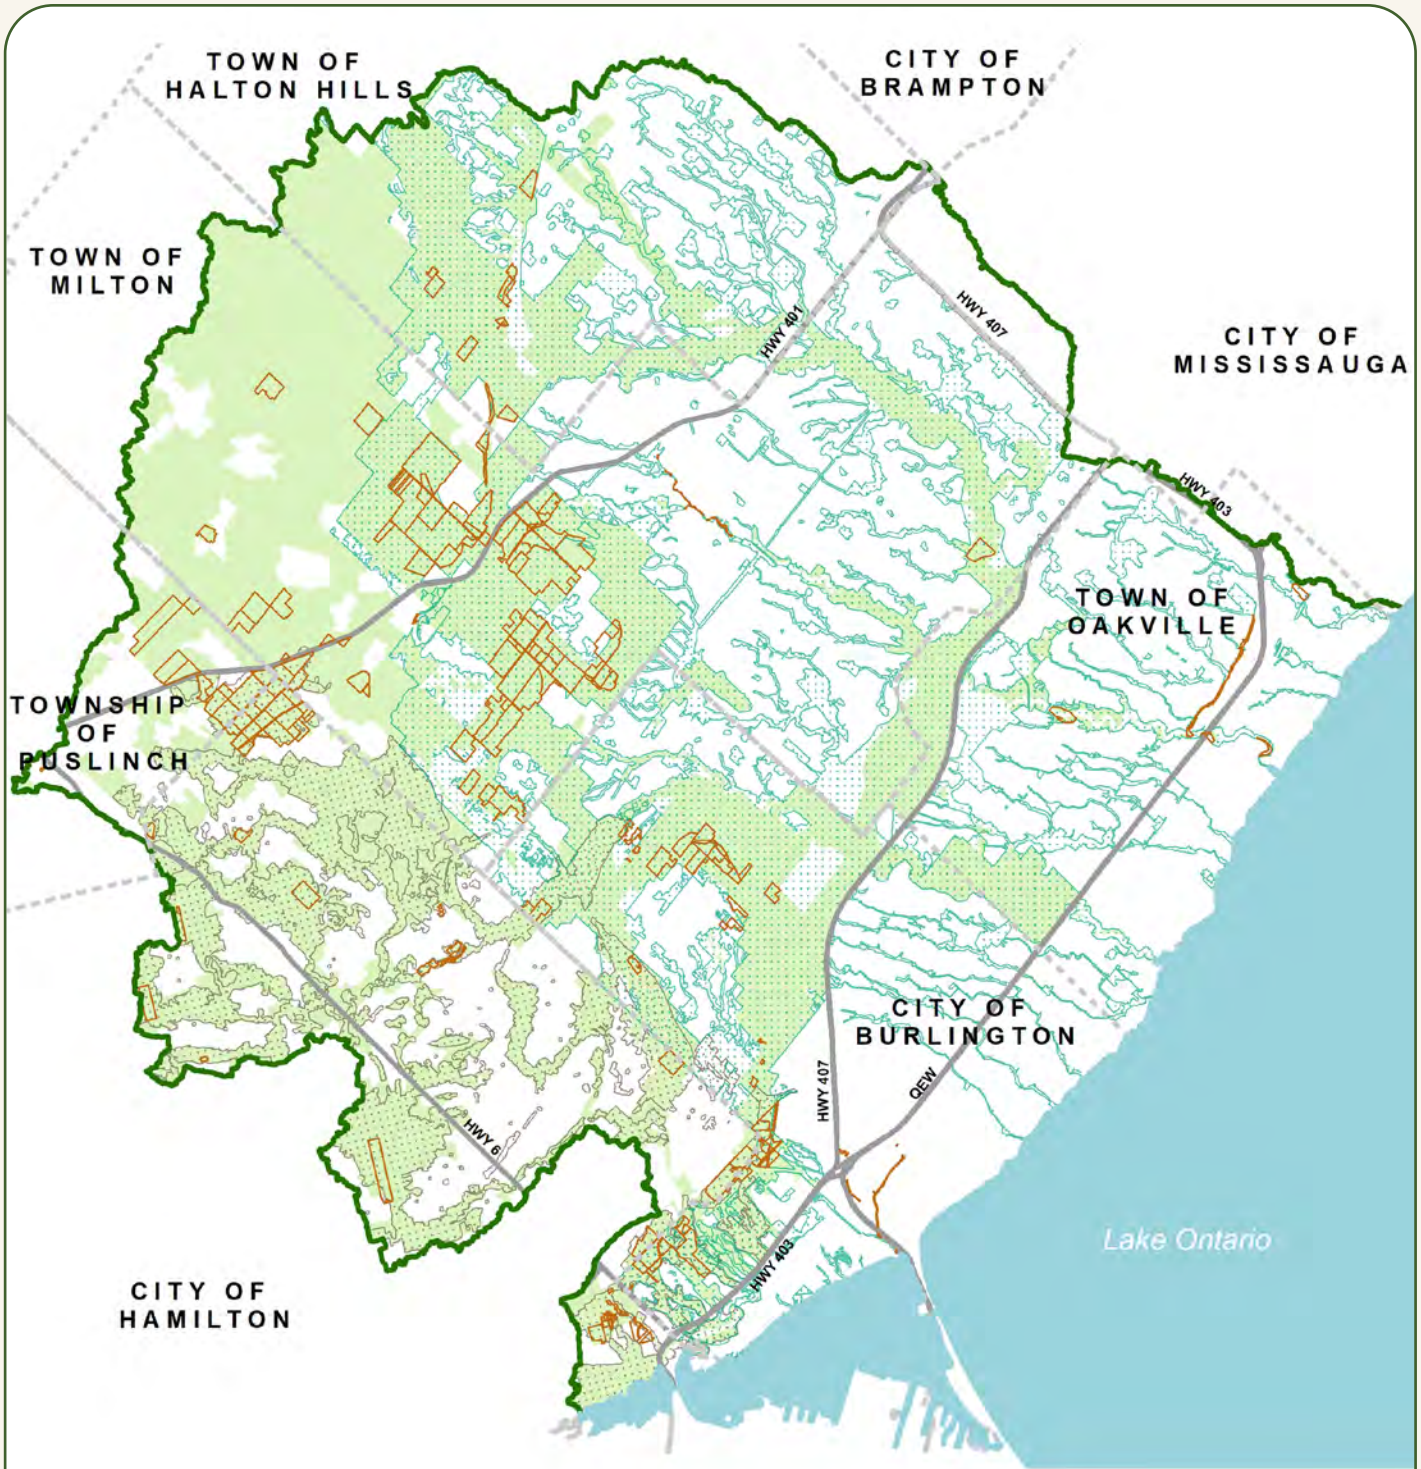 TOWN OF
HALTON HILLS
CITY OF
BRAMPTON
TOWN OF
MILTON
HWY 401
HWY 407
CITY OF
MISSISSAUGA
HWY 403
TOWN OF
OAKVILLE
TOWNSHIP
OF
PUSLINCH
CITY OF
BURLINGTON
HWY 407
QEW
HWY 6
HWY 403
Lake Ontario
CITY OF
HAMILTON